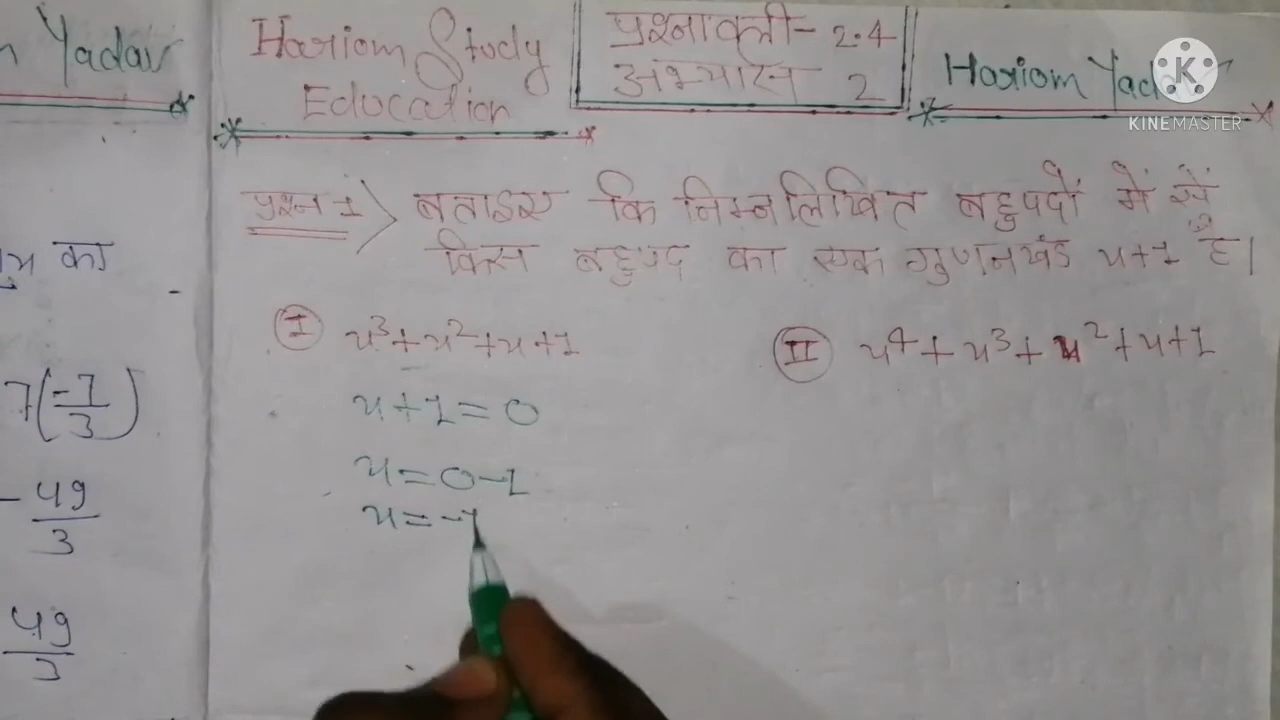 Yadav
Hariom Study
Education
प्रश्नावली- 2.4
अभ्यास 2
Hariom Yadav
KINEMASTER
प्रश्न 1> बताइए कि निम्नलिखित बहुपदों में से
किस बहुपद का एक गुणनखंड x+1 है।
का
I x³+x²+x+1
II x⁴+x³+x²+x+1
7(-7/3)
x+1=0
-49/3
x=0-1
x=-1
49/3